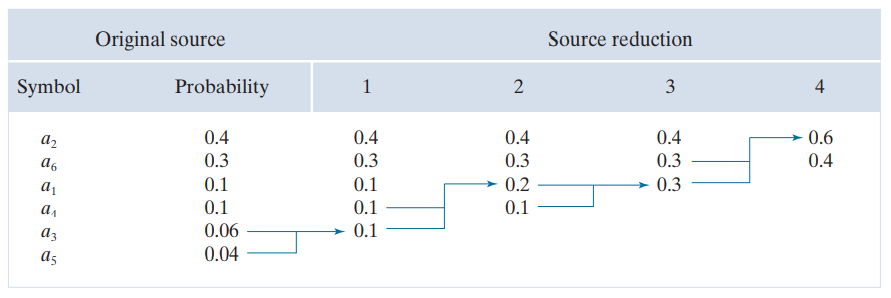 Original source Source reduction
Symbol Probability 1 2 3 4
a₂ 0.4 0.4 0.4 0.4 0.6
a₆ 0.3 0.3 0.3 0.3 0.4
a₁ 0.1 0.1 0.2 0.3
a₄ 0.1 0.1 0.1
a₃ 0.06 0.1
a₅ 0.04